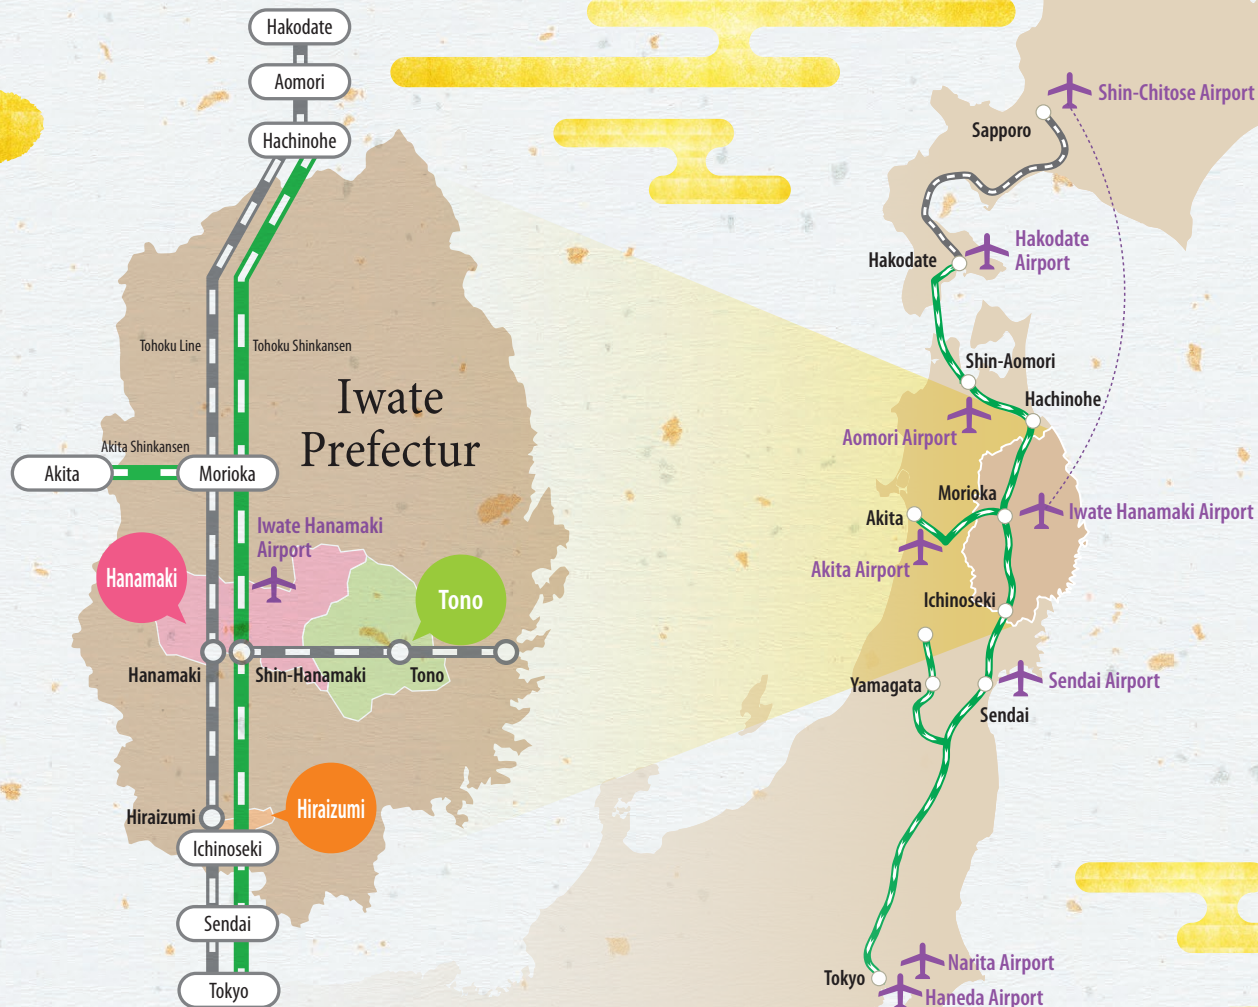 Hakodate
Aomori
Hachinohe
Tohoku Line
Tohoku Shinkansen
Iwate
Prefectur
Akita Shinkansen
Akita
Morioka
Iwate Hanamaki
Airport
Hanamaki
Tono
Hanamaki
Shin-Hanamaki
Tono
Hiraizumi
Hiraizumi
Ichinoseki
Sendai
Tokyo
Shin-Chitose Airport
Sapporo
Hakodate
Airport
Hakodate
Shin-Aomori
Hachinohe
Aomori Airport
Morioka
Iwate Hanamaki Airport
Akita
Akita Airport
Ichinoseki
Yamagata
Sendai Airport
Sendai
Tokyo
Narita Airport
Haneda Airport